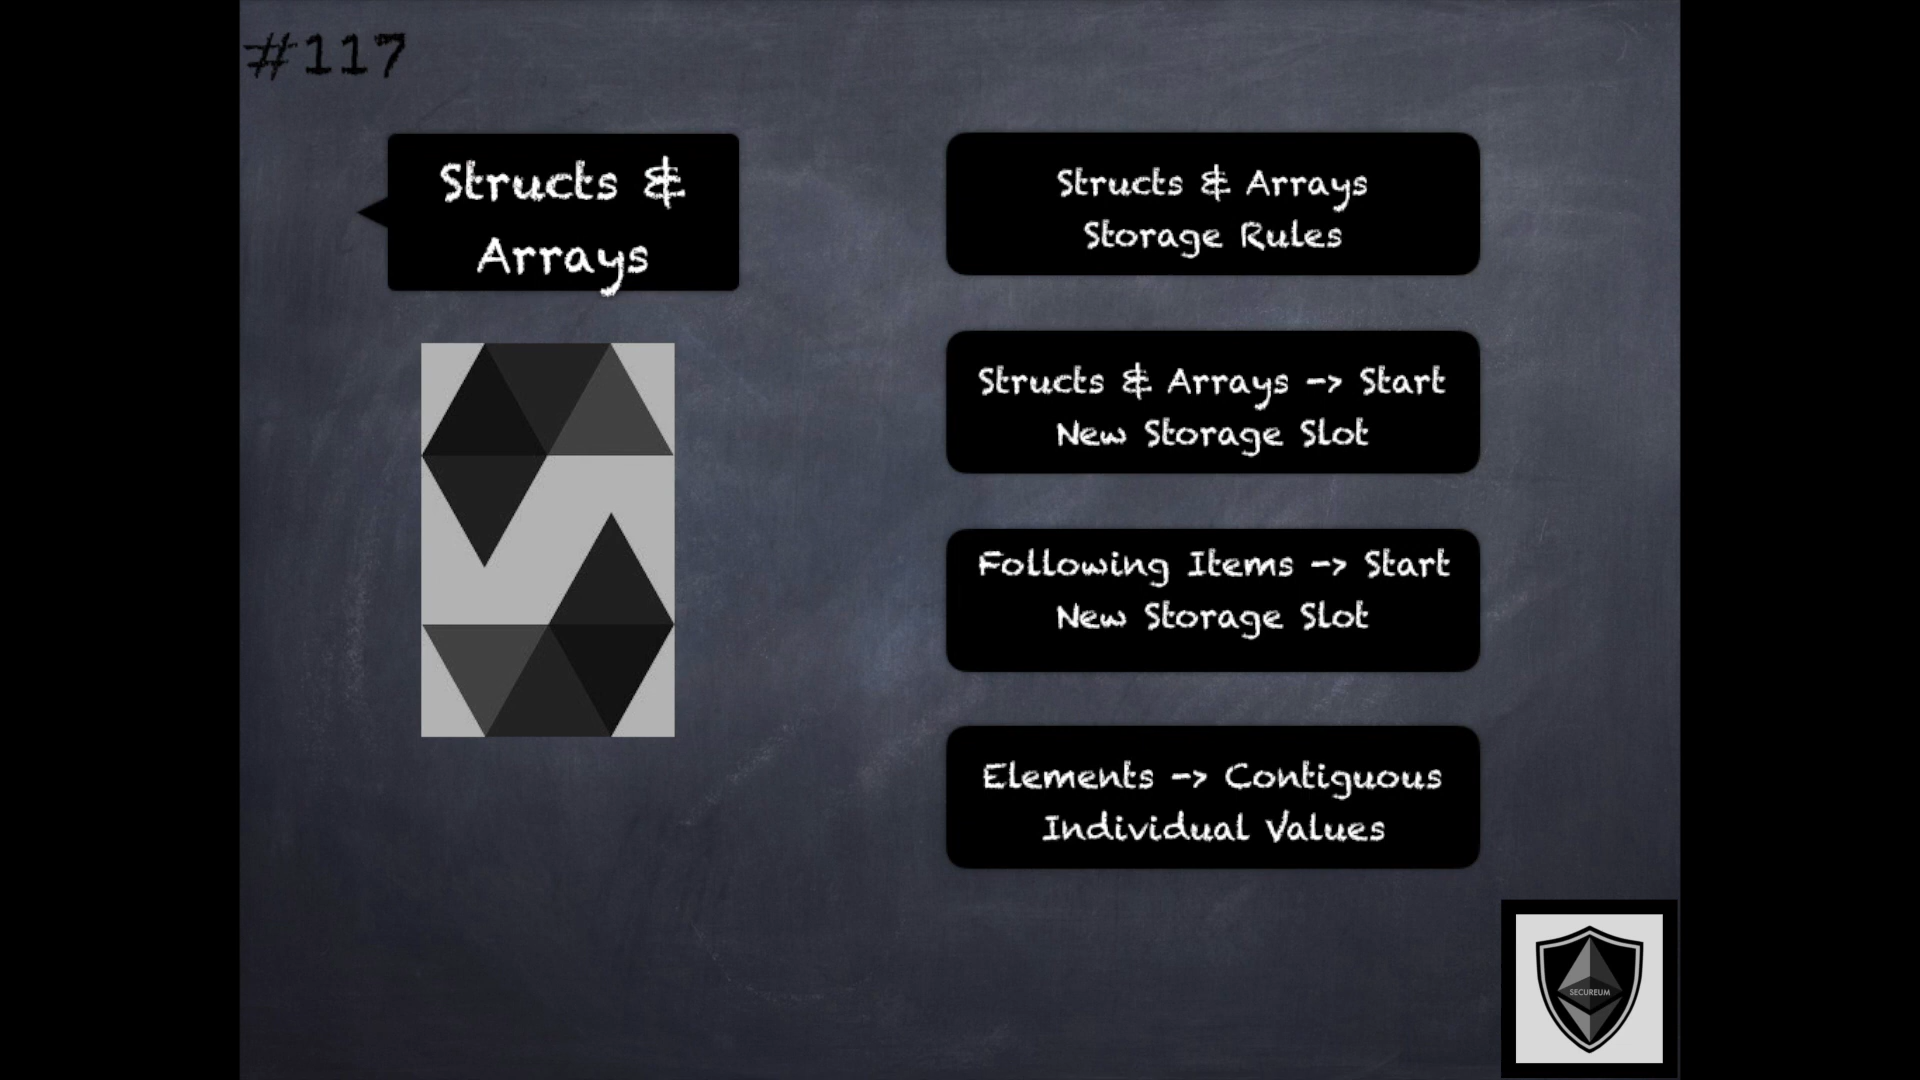 #117
Structs &
Arrays
Structs & Arrays
Storage Rules
Structs & Arrays -> Start
New Storage Slot
Following Items -> Start
New Storage Slot
Elements -> Contiguous
Individual Values
SECUREUM